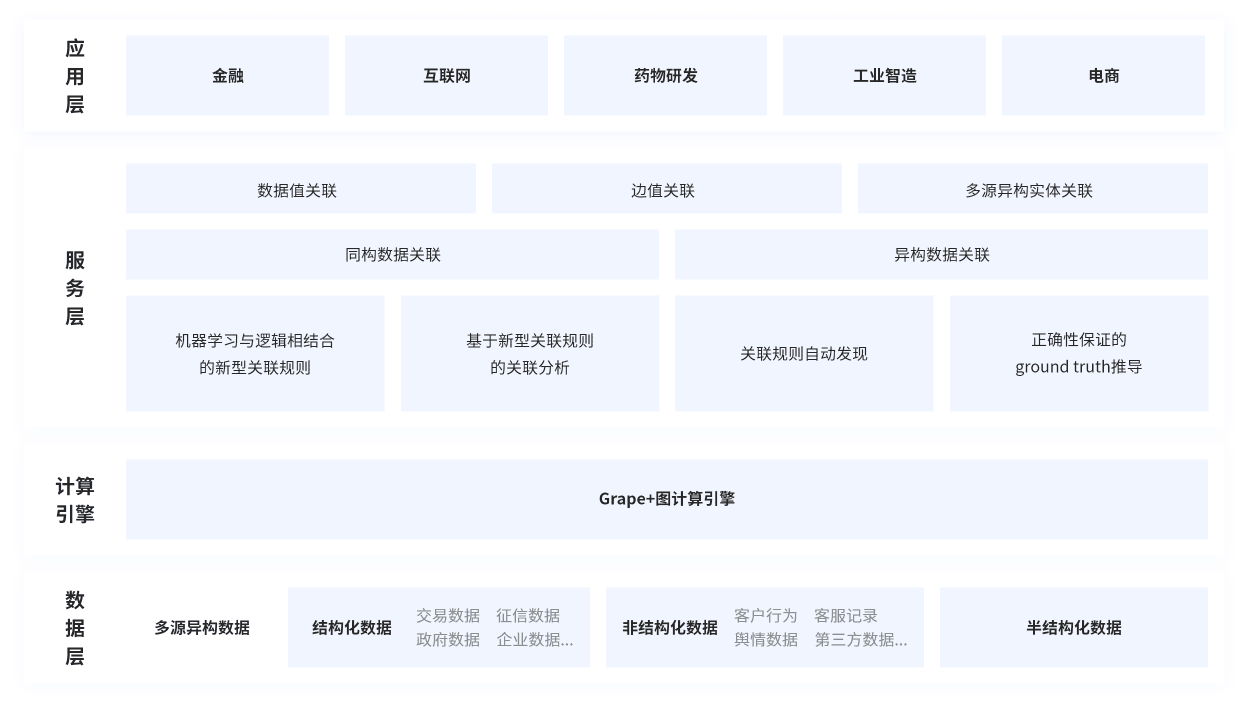 应
用
层
金融
互联网
药物研发
工业智造
电商
服
务
层
数据值关联
边值关联
多源异构实体关联
同构数据关联
异构数据关联
机器学习与逻辑相结合
的新型关联规则
基于新型关联规则
的关联分析
关联规则自动发现
正确性保证的
ground truth推导
计算
引擎
Grape+图计算引擎
数
据
层
多源异构数据
结构化数据
交易数据 征信数据
政府数据 企业数据...
非结构化数据
客户行为 客服记录
舆情数据 第三方数据...
半结构化数据